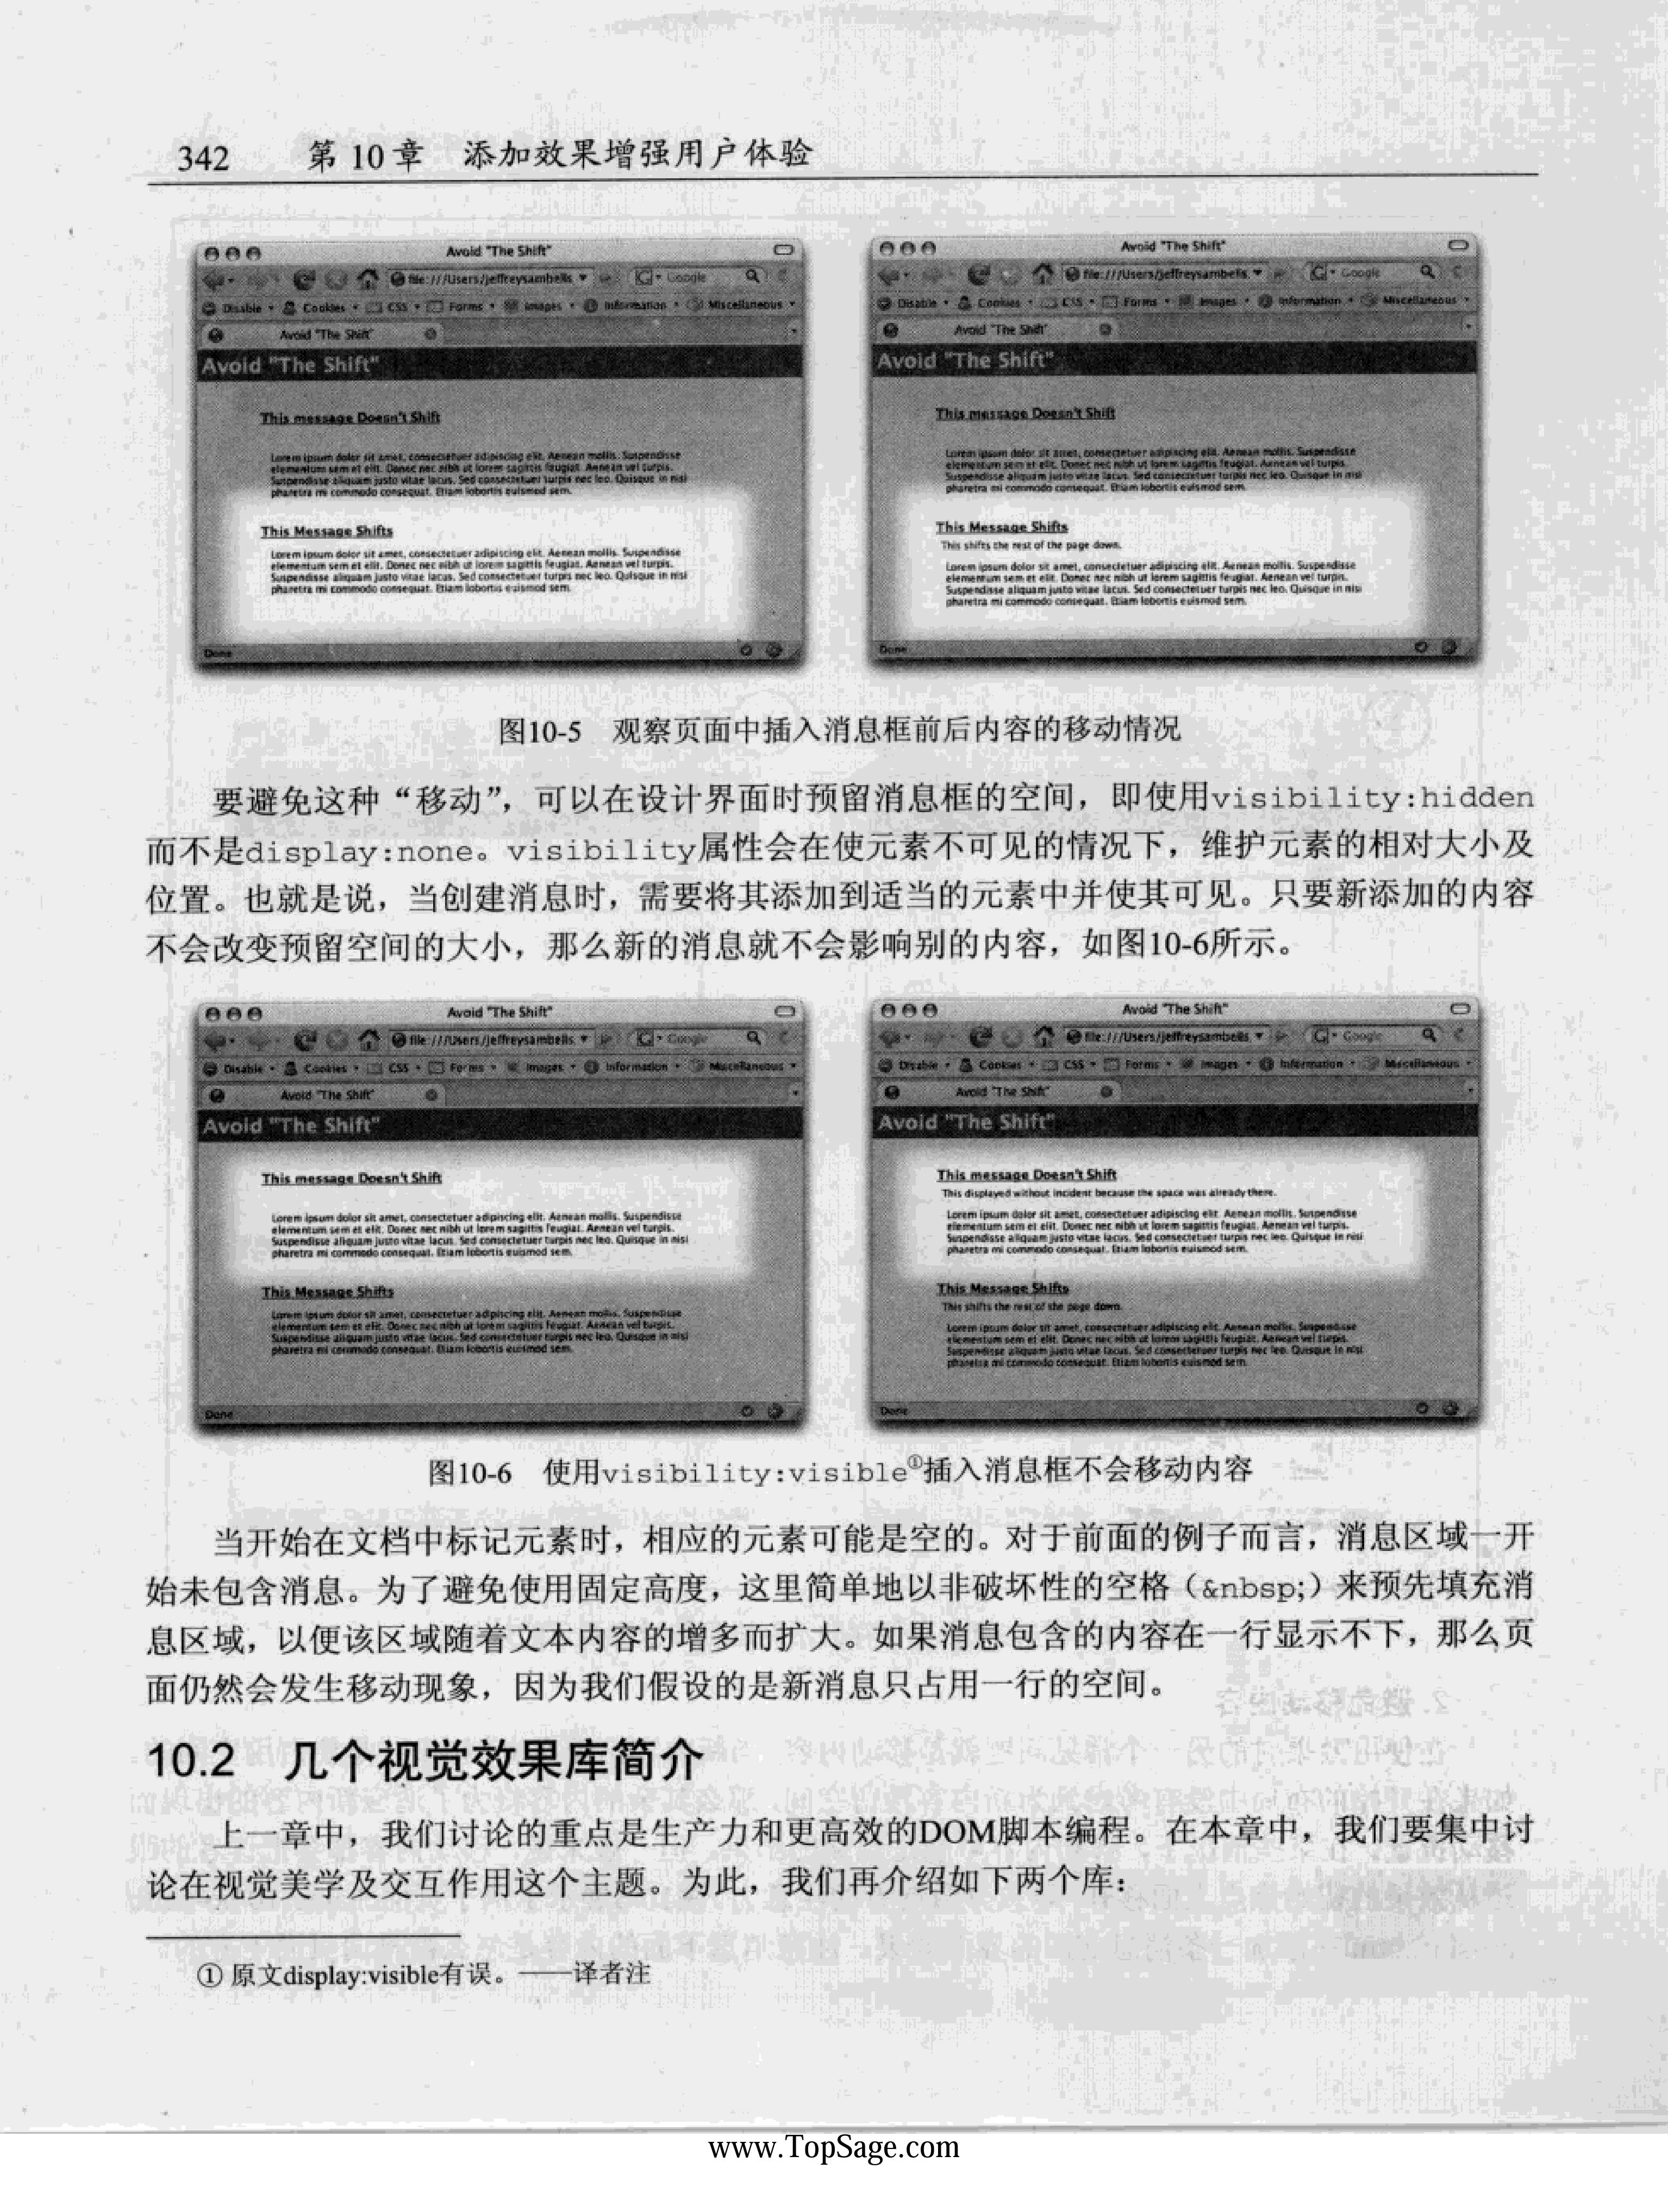 342 第 10 章 添加效果增强用户体验
Avoid "The Shift"
file:///Users/jeffreysambells
Google
Disable Cookies CSS Forms Images Information Miscellaneous
Avoid "The Shift"
Avoid "The Shift"
This message Doesn't Shift
Lorem ipsum dolor sit amet, consectetuer adipiscing elit. Aenean mollis. Suspendisse
elementum sem et elit. Donec nec nibh ut lorem sagittis feugiat. Aenean vel turpis.
Suspendisse aliquam justo vitae lacus. Sed consectetuer turpis nec leo. Quisque in nisl
pharetra mi commodo consequat. Etiam lobortis euismod sem.
This Message Shifts
Lorem ipsum dolor sit amet, consectetuer adipiscing elit. Aenean mollis. Suspendisse
elementum sem et elit. Donec nec nibh ut lorem sagittis feugiat. Aenean vel turpis.
Suspendisse aliquam justo vitae lacus. Sed consectetuer turpis nec leo. Quisque in nisl
pharetra mi commodo consequat. Etiam lobortis euismod sem.
Done
Avoid "The Shift"
file:///Users/jeffreysambells
Google
Disable Cookies CSS Forms Images Information Miscellaneous
Avoid "The Shift"
Avoid "The Shift"
This message Doesn't Shift
Lorem ipsum dolor sit amet, consectetuer adipiscing elit. Aenean mollis. Suspendisse
elementum sem et elit. Donec nec nibh ut lorem sagittis feugiat. Aenean vel turpis.
Suspendisse aliquam justo vitae lacus. Sed consectetuer turpis nec leo. Quisque in nisl
pharetra mi commodo consequat. Etiam lobortis euismod sem.
This Message Shifts
This shifts the rest of the page down.
Lorem ipsum dolor sit amet, consectetuer adipiscing elit. Aenean mollis. Suspendisse
elementum sem et elit. Donec nec nibh ut lorem sagittis feugiat. Aenean vel turpis.
Suspendisse aliquam justo vitae lacus. Sed consectetuer turpis nec leo. Quisque in nisl
pharetra mi commodo consequat. Etiam lobortis euismod sem.
Done
图10-5 观察页面中插入消息框前后内容的移动情况
要避免这种“移动”，可以在设计界面时预留消息框的空间，即使用visibility:hidden
而不是display:none。visibility属性会在使元素不可见的情况下，维护元素的相对大小及
位置。也就是说，当创建消息时，需要将其添加到适当的元素中并使其可见。只要新添加的内容
不会改变预留空间的大小，那么新的消息就不会影响别的内容，如图10-6所示。
Avoid "The Shift"
file:///Users/jeffreysambells
Google
Disable Cookies CSS Forms Images Information Miscellaneous
Avoid "The Shift"
Avoid "The Shift"
This message Doesn't Shift
Lorem ipsum dolor sit amet, consectetuer adipiscing elit. Aenean mollis. Suspendisse
elementum sem et elit. Donec nec nibh ut lorem sagittis feugiat. Aenean vel turpis.
Suspendisse aliquam justo vitae lacus. Sed consectetuer turpis nec leo. Quisque in nisl
pharetra mi commodo consequat. Etiam lobortis euismod sem.
This Message Shifts
Lorem ipsum dolor sit amet, consectetuer adipiscing elit. Aenean mollis. Suspendisse
elementum sem et elit. Donec nec nibh ut lorem sagittis feugiat. Aenean vel turpis.
Suspendisse aliquam justo vitae lacus. Sed consectetuer turpis nec leo. Quisque in nisl
pharetra mi commodo consequat. Etiam lobortis euismod sem.
Done
Avoid "The Shift"
file:///Users/jeffreysambells
Google
Disable Cookies CSS Forms Images Information Miscellaneous
Avoid "The Shift"
Avoid "The Shift"
This message Doesn't Shift
This displayed without incident because the space was already there.
Lorem ipsum dolor sit amet, consectetuer adipiscing elit. Aenean mollis. Suspendisse
elementum sem et elit. Donec nec nibh ut lorem sagittis feugiat. Aenean vel turpis.
Suspendisse aliquam justo vitae lacus. Sed consectetuer turpis nec leo. Quisque in nisl
pharetra mi commodo consequat. Etiam lobortis euismod sem.
This Message Shifts
This shifts the rest of the page down.
Lorem ipsum dolor sit amet, consectetuer adipiscing elit. Aenean mollis. Suspendisse
elementum sem et elit. Donec nec nibh ut lorem sagittis feugiat. Aenean vel turpis.
Suspendisse aliquam justo vitae lacus. Sed consectetuer turpis nec leo. Quisque in nisl
pharetra mi commodo consequat. Etiam lobortis euismod sem.
Done
图10-6 使用visibility:visible①插入消息框不会移动内容
当开始在文档中标记元素时，相应的元素可能是空的。对于前面的例子而言，消息区域一开
始未包含消息。为了避免使用固定高度，这里简单地以非破坏性的空格（&nbsp;）来预先填充消
息区域，以便该区域随着文本内容的增多而扩大。如果消息包含的内容在一行显示不下，那么页
面仍然会发生移动现象，因为我们假设的是新消息只占用一行的空间。
10.2 几个视觉效果库简介
上一章中，我们讨论的重点是生产力和更高效的DOM脚本编程。在本章中，我们要集中讨
论在视觉美学及交互作用这个主题。为此，我们再介绍如下两个库：
① 原文display:visible有误。——译者注
www.TopSage.com